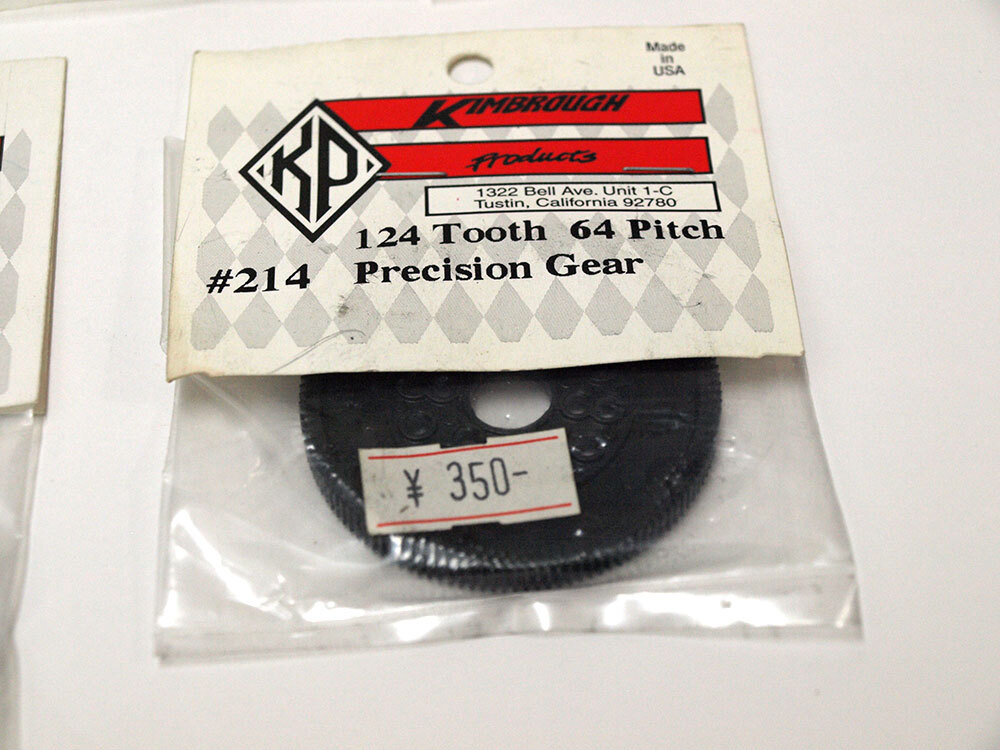 Made
in
USA
KIMBROUGH
Products
KP
1322 Bell Ave. Unit 1-C
Tustin, California 92780
124 Tooth 64 Pitch
#214 Precision Gear
¥ 350-